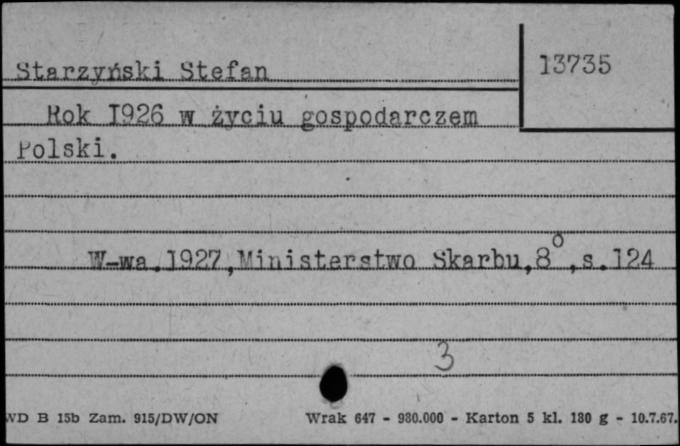 Starzyński Stefan
13735
Rok I926 w życiu gospodarczem
Polski.
W-wa.1927,Ministerstwo Skarbu,8°,s.124
3
WD B 15b Zam. 915/DW/ON Wrak 647 - 980.000 - Karton 5 kl. 180 g - 10.7.67.